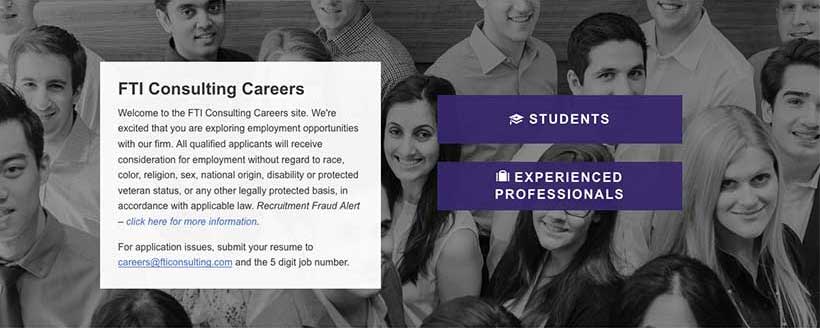 FTI Consulting Careers
Welcome to the FTI Consulting Careers site. We're
excited that you are exploring employment opportunities
with our firm. All qualified applicants will receive
consideration for employment without regard to race,
color, religion, sex, national origin, disability or protected
veteran status, or any other legally protected basis, in
accordance with applicable law. Recruitment Fraud Alert
– click here for more information.
For application issues, submit your resume to
careers@fticonsulting.com and the 5 digit job number.
STUDENTS
EXPERIENCED
PROFESSIONALS